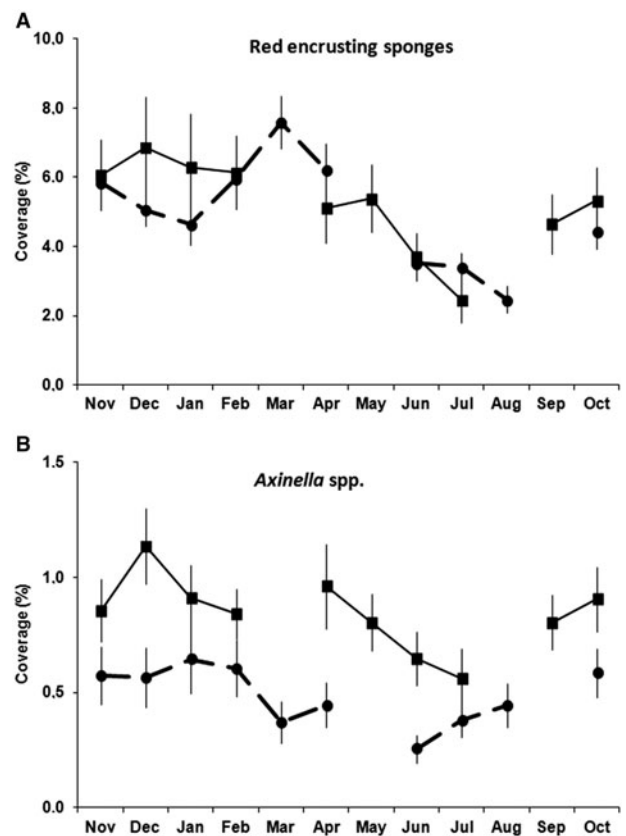 A
Red encrusting sponges
10.0
8.0
6.0
4.0
2.0
0.0
Coverage (%)
Nov Dec Jan Feb Mar Apr May Jun Jul Aug Sep Oct
B
Axinella spp.
1.5
1.0
0.5
0.0
Coverage (%)
Nov Dec Jan Feb Mar Apr May Jun Jul Aug Sep Oct